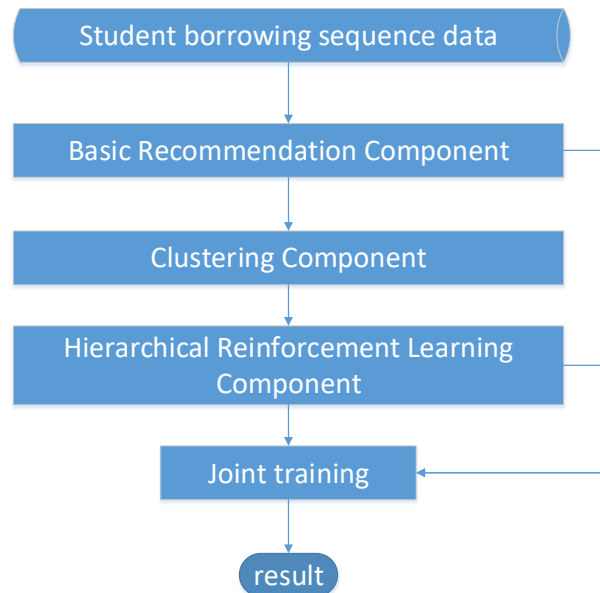 Student borrowing sequence data
Basic Recommendation Component
Clustering Component
Hierarchical Reinforcement Learning
Component
Joint training
result